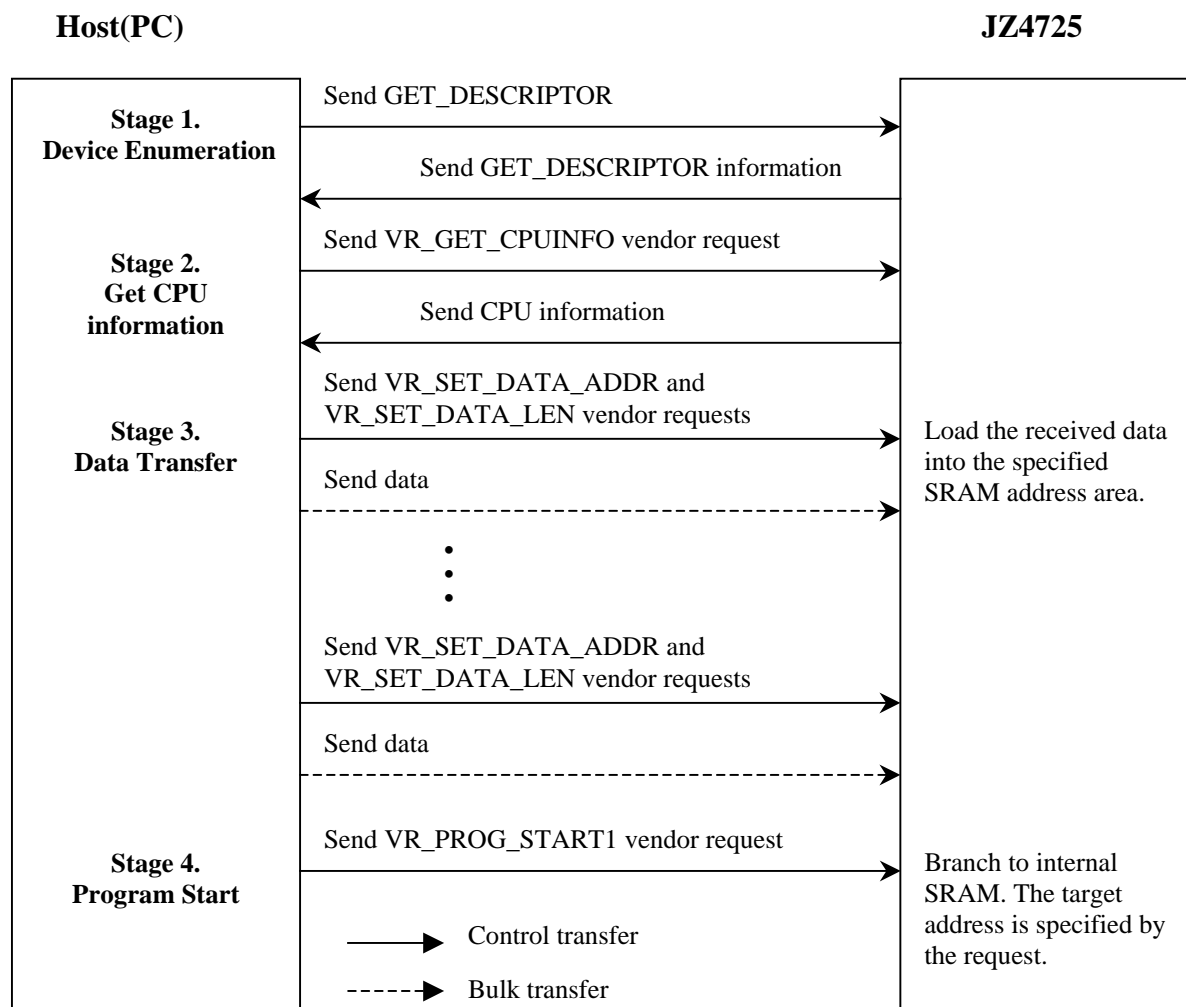 Host(PC)
JZ4725
Stage 1.
Device Enumeration
Send GET_DESCRIPTOR
Send GET_DESCRIPTOR information
Stage 2.
Get CPU
information
Send VR_GET_CPUINFO vendor request
Send CPU information
Stage 3.
Data Transfer
Send VR_SET_DATA_ADDR and
VR_SET_DATA_LEN vendor requests
Send data
Load the received data
into the specified
SRAM address area.
Send VR_SET_DATA_ADDR and
VR_SET_DATA_LEN vendor requests
Send data
Stage 4.
Program Start
Send VR_PROG_START1 vendor request
Branch to internal
SRAM. The target
address is specified by
the request.
Control transfer
Bulk transfer